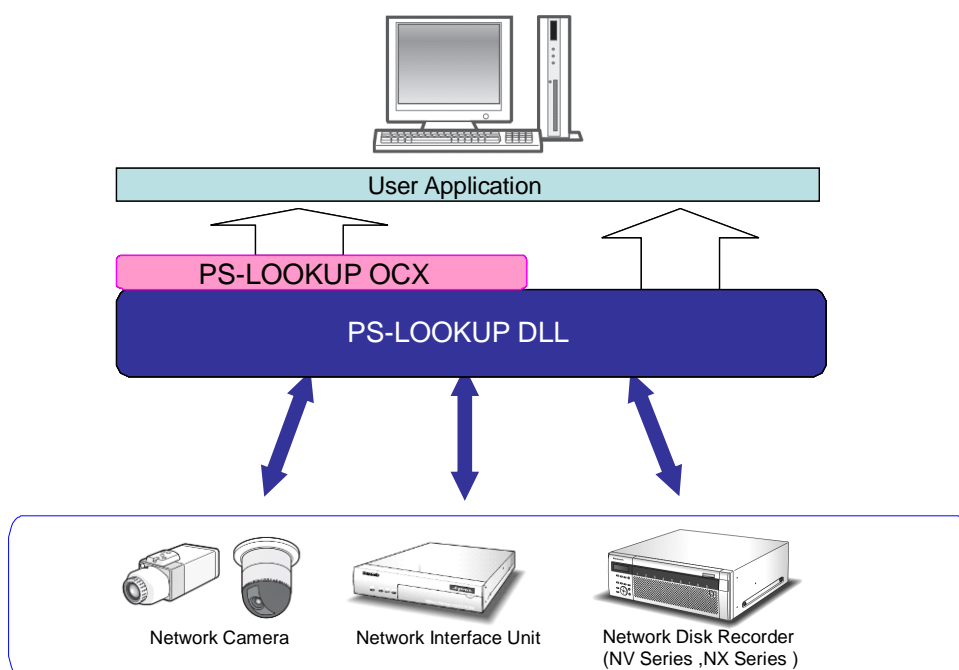 User Application
PS-LOOKUP OCX
PS-LOOKUP DLL
Network Camera
Network Interface Unit
Network Disk Recorder
(NV Series ,NX Series )